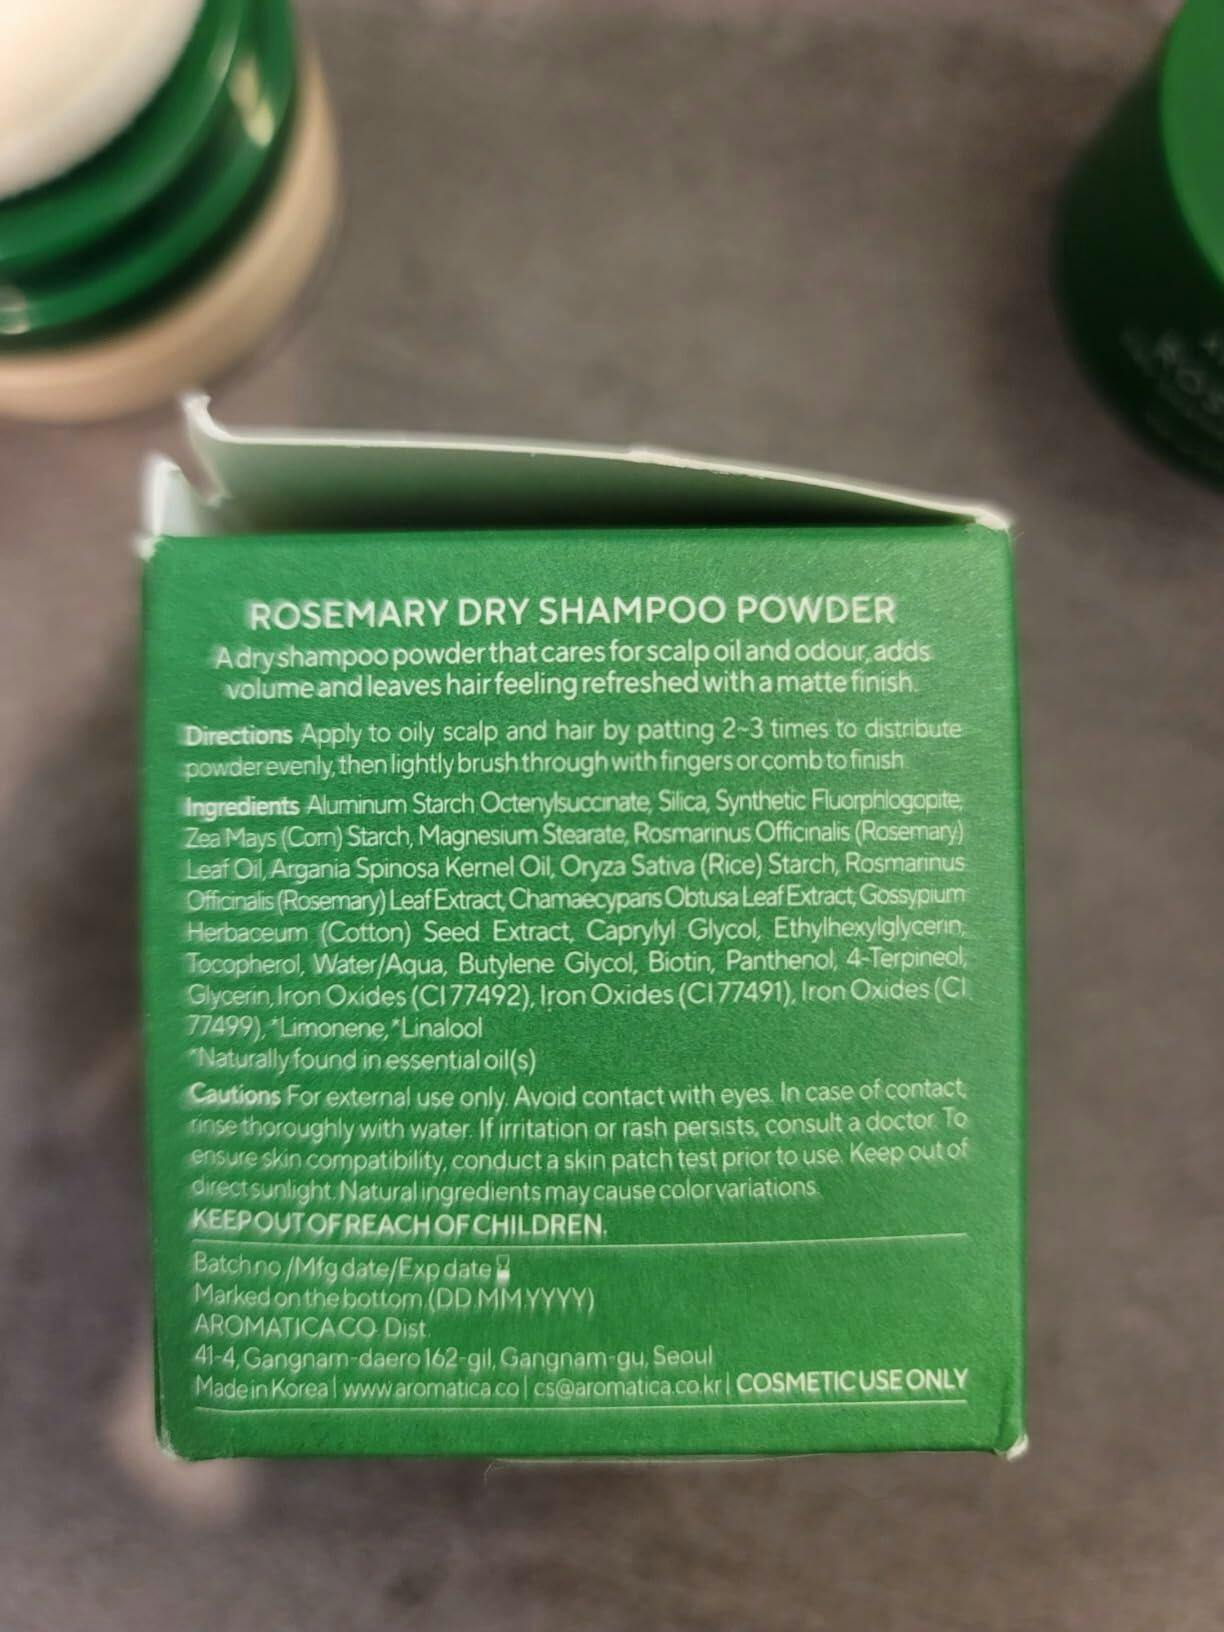 ROSEMARY DRY SHAMPOO POWDER
A dry shampoo powder that cares for scalp oil and odour, adds
volume and leaves hair feeling refreshed with a matte finish.
Directions Apply to oily scalp and hair by patting 2~3 times to distribute
powder evenly, then lightly brush through with fingers or comb to finish
Ingredients Aluminum Starch Octenylsuccinate, Silica, Synthetic Fluorphlogopite,
Zea Mays (Corn) Starch, Magnesium Stearate, Rosmarinus Officinalis (Rosemary)
Leaf Oil, Argania Spinosa Kernel Oil, Oryza Sativa (Rice) Starch, Rosmarinus
Officinalis (Rosemary) Leaf Extract, Chamaecyparis Obtusa Leaf Extract, Gossypium
Herbaceum (Cotton) Seed Extract, Caprylyl Glycol, Ethylhexylglycerin,
Tocopherol, Water/Aqua, Butylene Glycol, Biotin, Panthenol, 4-Terpineol,
Glycerin, Iron Oxides (CI 77492), Iron Oxides (CI 77491), Iron Oxides (CI
77499), *Limonene, *Linalool
*Naturally found in essential oil(s)
Cautions For external use only. Avoid contact with eyes. In case of contact,
rinse thoroughly with water. If irritation or rash persists, consult a doctor. To
ensure skin compatibility, conduct a skin patch test prior to use. Keep out of
direct sunlight. Natural ingredients may cause color variations.
KEEP OUT OF REACH OF CHILDREN.
Batch no./Mfg date/Exp date
Marked on the bottom (DD.MM.YYYY)
AROMATICA CO. Dist.
41-4, Gangnam-daero 162-gil, Gangnam-gu, Seoul
Made in Korea | www.aromatica.co | cs@aromatica.co.kr | COSMETIC USE ONLY